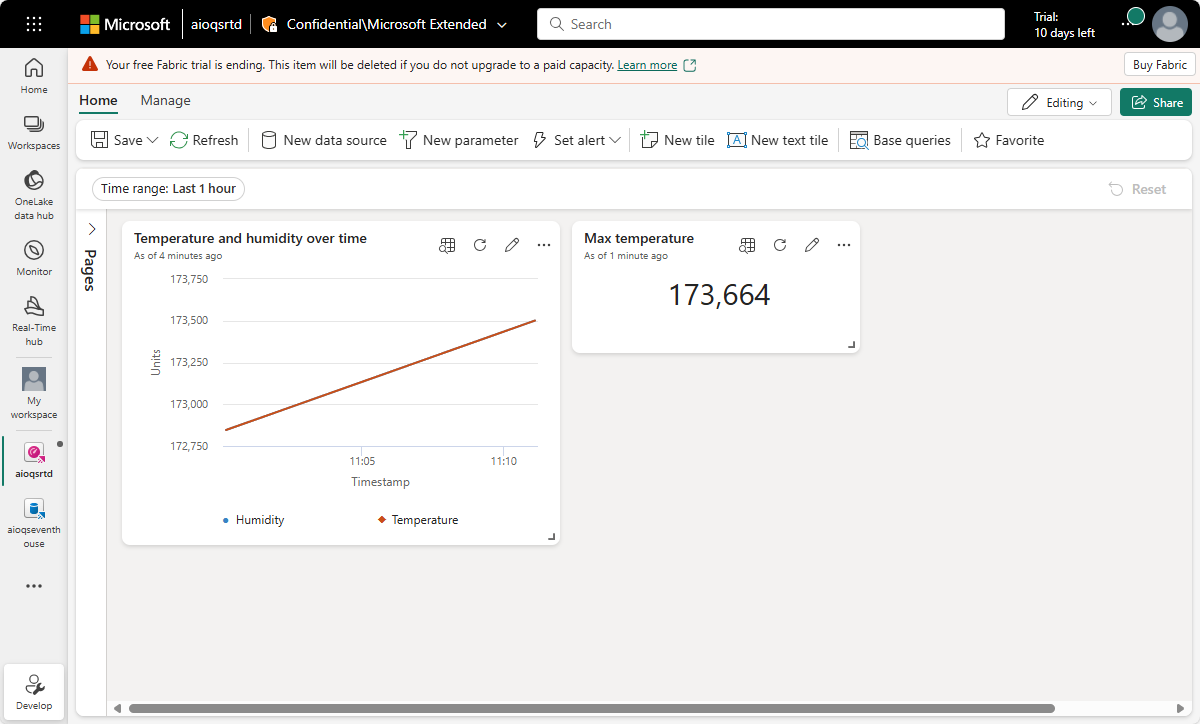 Microsoft
aioqsrtd
Confidential\Microsoft Extended
Search
Trial:
10 days left
Your free Fabric trial is ending. This item will be deleted if you do not upgrade to a paid capacity. Learn more
Buy Fabric
Home
Workspaces
OneLake
data hub
Monitor
Real-Time
hub
My
workspace
aioqsrtd
aioqseventh
ouse
Develop
Home
Manage
Editing
Share
Save
Refresh
New data source
New parameter
Set alert
New tile
New text tile
Base queries
Favorite
Time range: Last 1 hour
Reset
Pages
Temperature and humidity over time
As of 4 minutes ago
173,750
173,500
173,250
173,000
172,750
Units
11:05
11:10
Timestamp
Humidity
Temperature
Max temperature
As of 1 minute ago
173,664